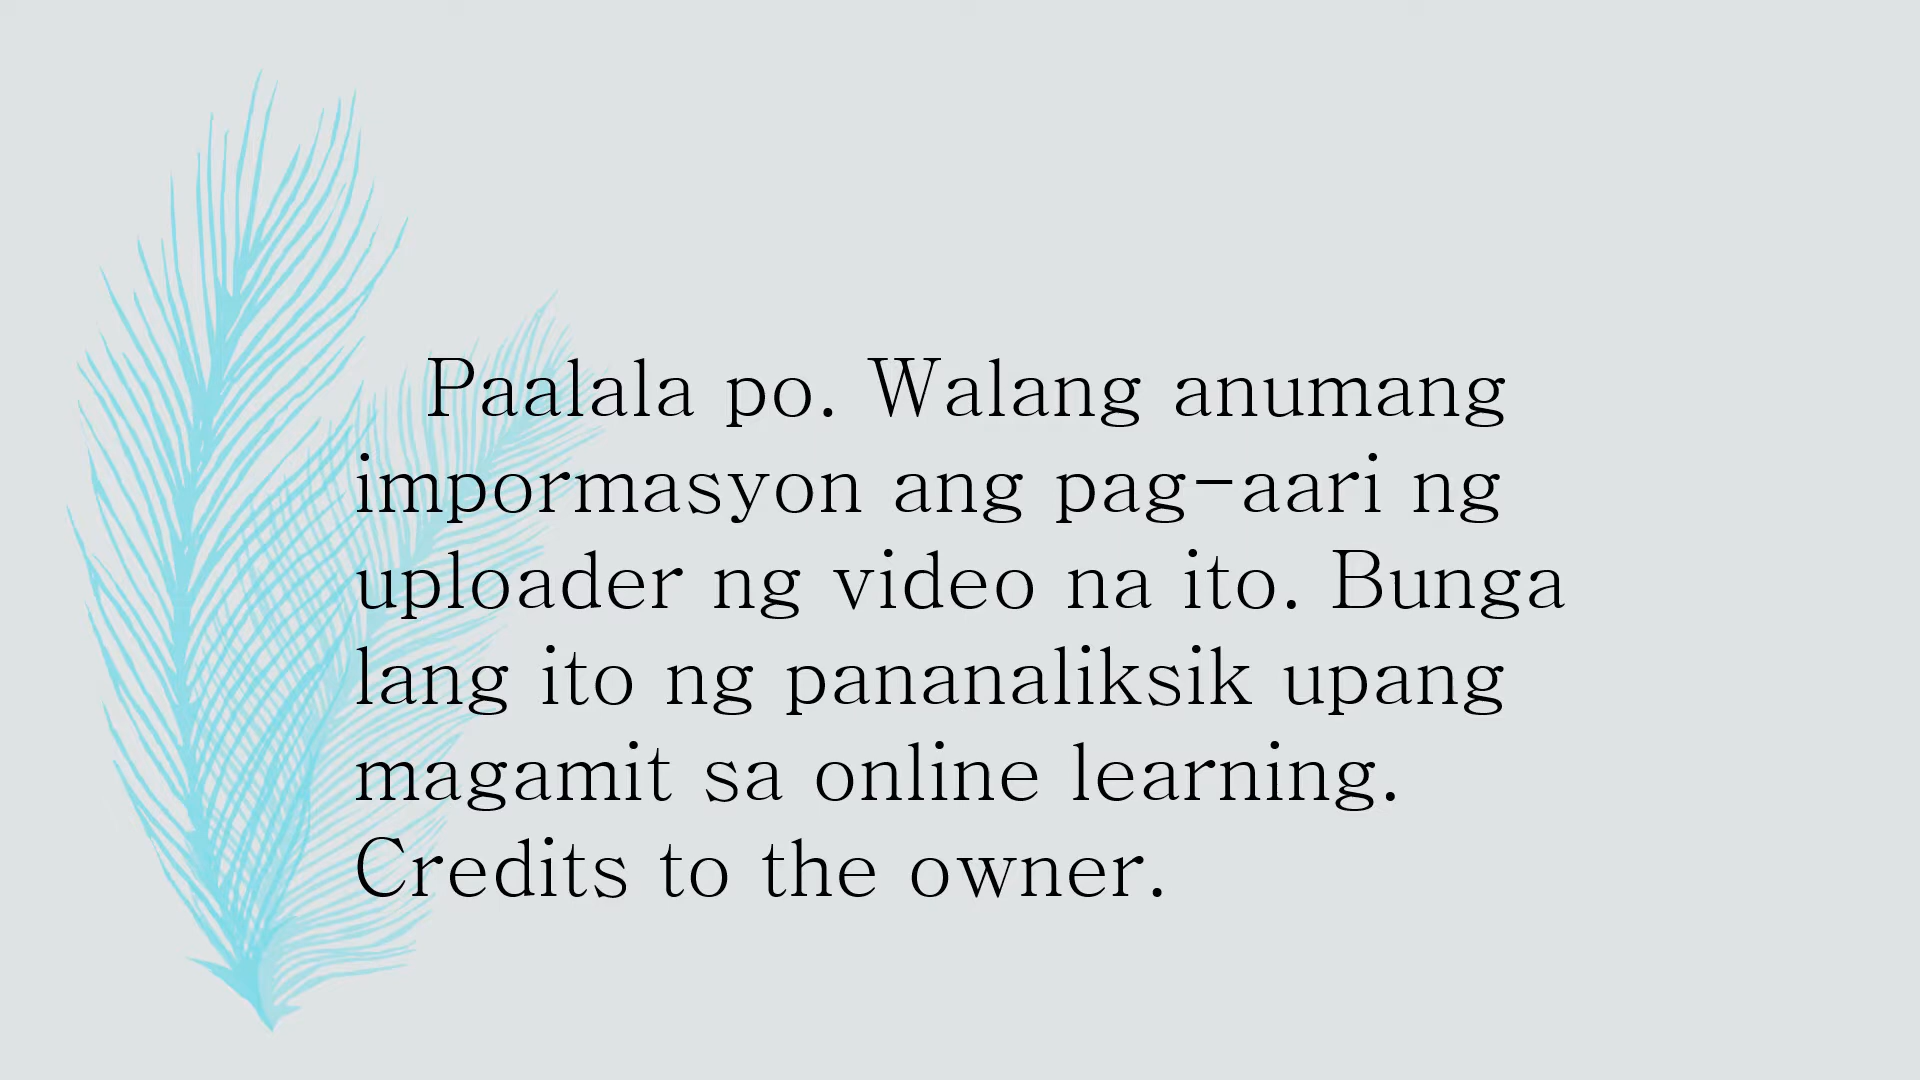 Paalala po. Walang anumang
impormasyon ang pag-aari ng
uploader ng video na ito. Bunga
lang ito ng pananaliksik upang
magamit sa online learning.
Credits to the owner.